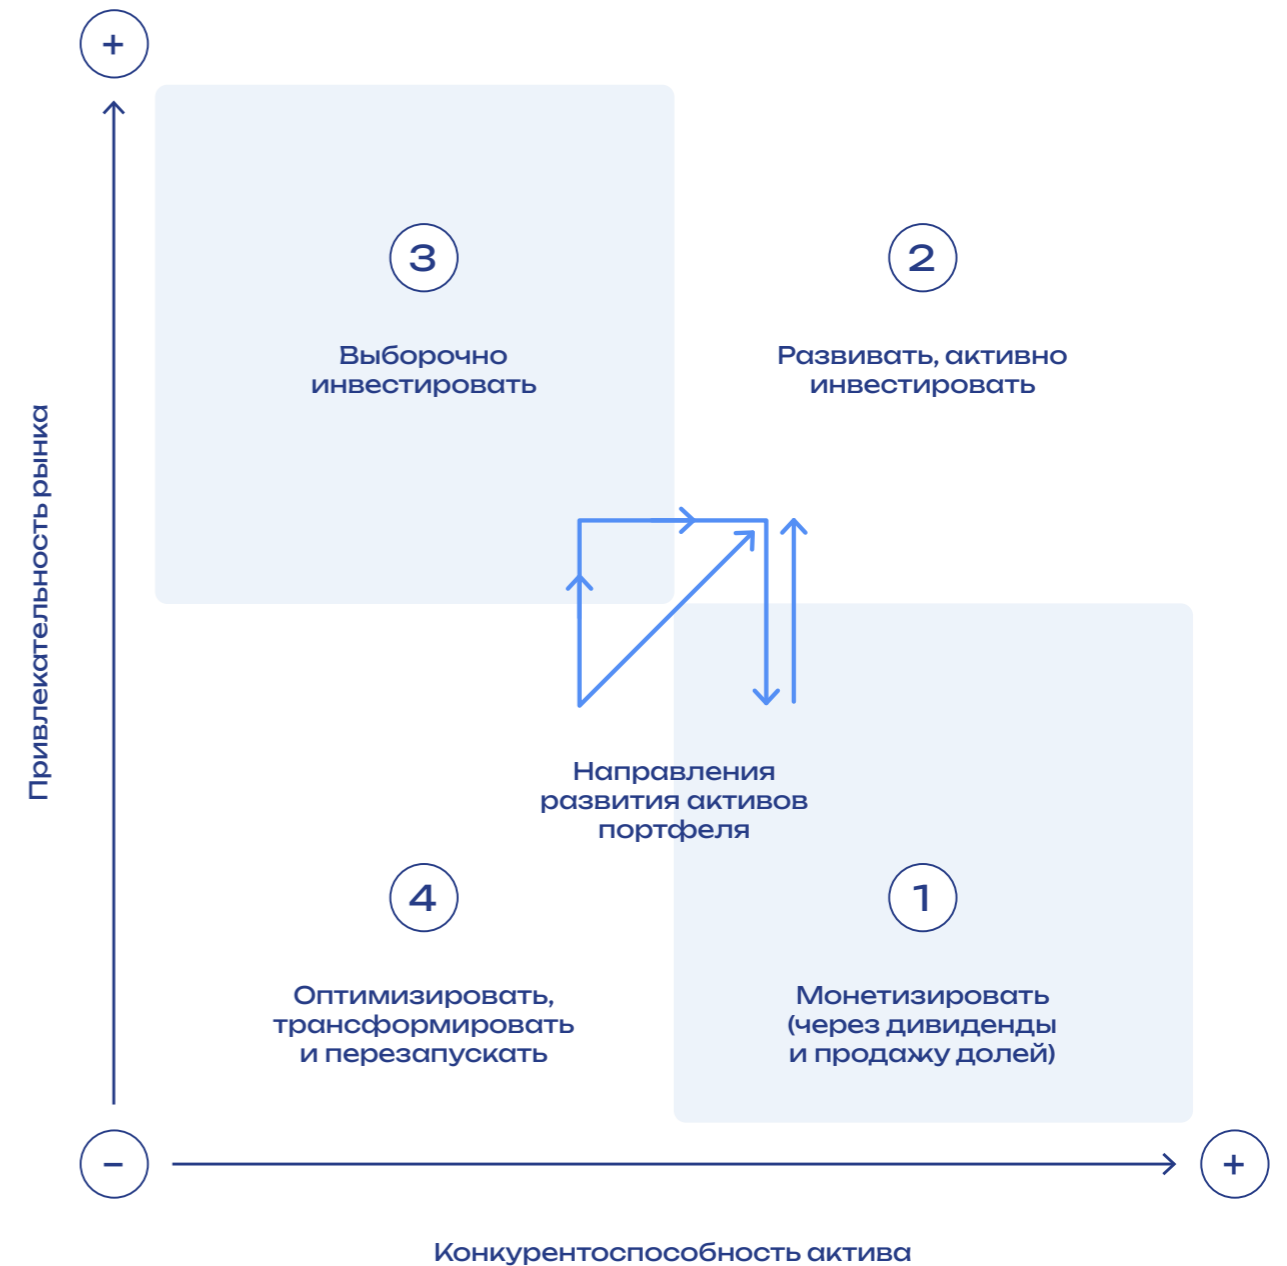 +
3
Выборочно
инвестировать
2
Развивать, активно
инвестировать
Привлекательность рынка
Направления
развития активов
портфеля
4
Оптимизировать,
трансформировать
и перезапускать
1
Монетизировать
(через дивиденды
и продажу долей)
−
+
Конкурентоспособность актива